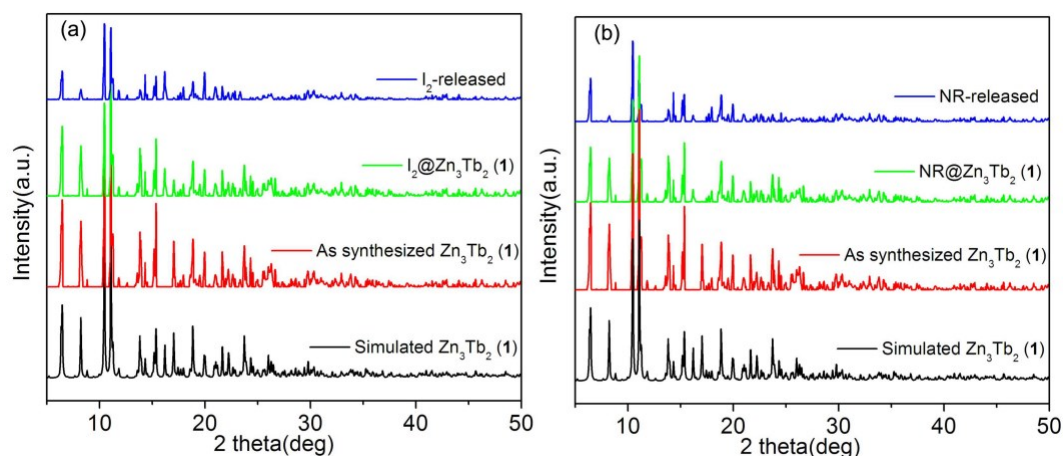 (a)
I₂-released
I₂@Zn₃Tb₂ (1)
As synthesized Zn₃Tb₂ (1)
Simulated Zn₃Tb₂ (1)
Intensity(a.u.)
10 20 30 40 50
2 theta(deg)
(b)
NR-released
NR@Zn₃Tb₂ (1)
As synthesized Zn₃Tb₂ (1)
Simulated Zn₃Tb₂ (1)
Intensity(a.u.)
10 20 30 40 50
2 theta(deg)